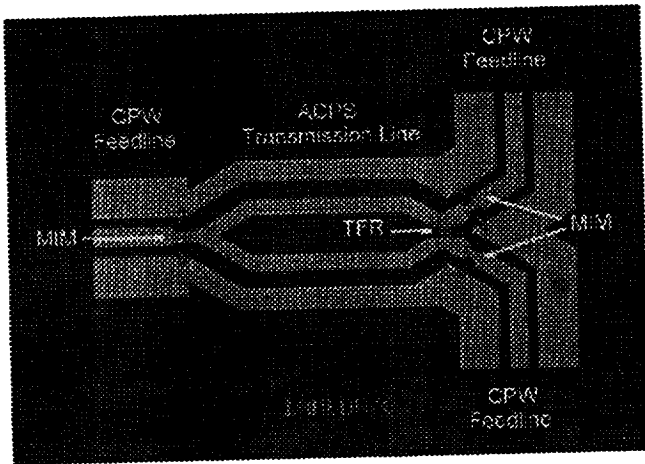 CPW
Feedline
ACPS
Transmission Line
CPW
Feedline
MIM
TFR
MIM
CPW
Feedline